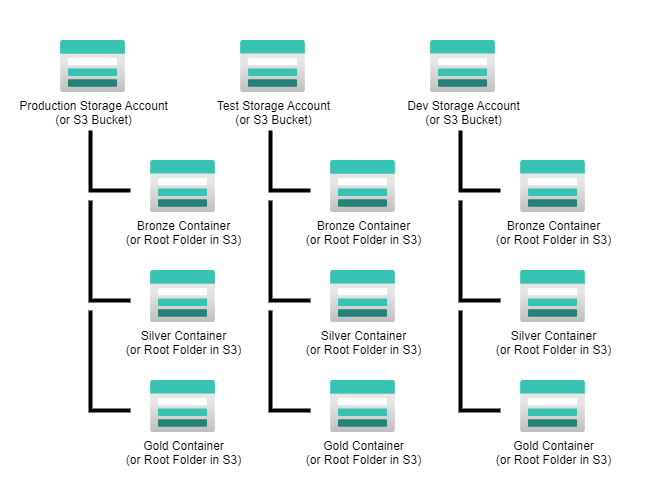 Production Storage Account
(or S3 Bucket)
Test Storage Account
(or S3 Bucket)
Dev Storage Account
(or S3 Bucket)
Bronze Container
(or Root Folder in S3)
Bronze Container
(or Root Folder in S3)
Bronze Container
(or Root Folder in S3)
Silver Container
(or Root Folder in S3)
Silver Container
(or Root Folder in S3)
Silver Container
(or Root Folder in S3)
Gold Container
(or Root Folder in S3)
Gold Container
(or Root Folder in S3)
Gold Container
(or Root Folder in S3)